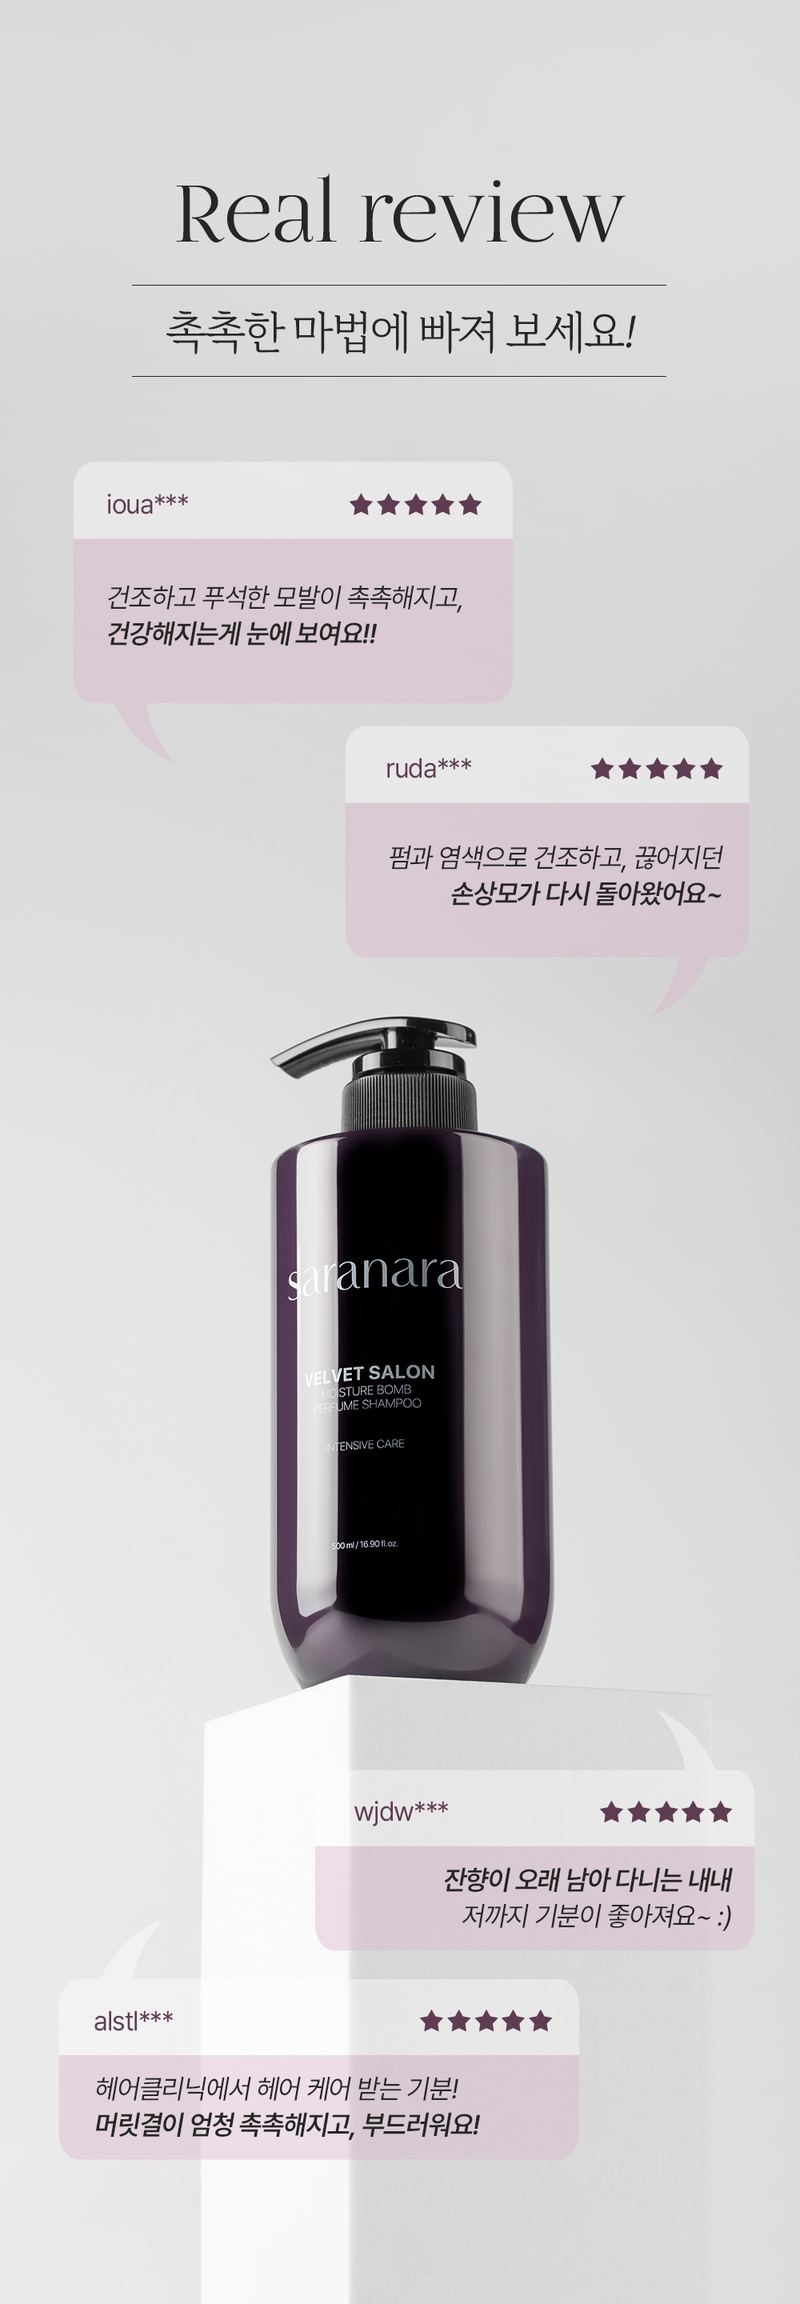 Real review
촉촉한 마법에 빠져 보세요!
ioua*** ★★★★★
건조하고 푸석한 모발이 촉촉해지고,
건강해지는게 눈에 보여요!!
ruda*** ★★★★★
펌과 염색으로 건조하고, 끊어지던
손상모가 다시 돌아왔어요~
saranara
VELVET SALON
MOISTURE BOMB
PERFUME SHAMPOO
INTENSIVE CARE
500 ml / 16.90 fl.oz.
wjdw*** ★★★★★
잔향이 오래 남아 다니는 내내
저까지 기분이 좋아져요~ :)
alstl*** ★★★★★
헤어클리닉에서 헤어 케어 받는 기분!
머릿결이 엄청 촉촉해지고, 부드러워요!